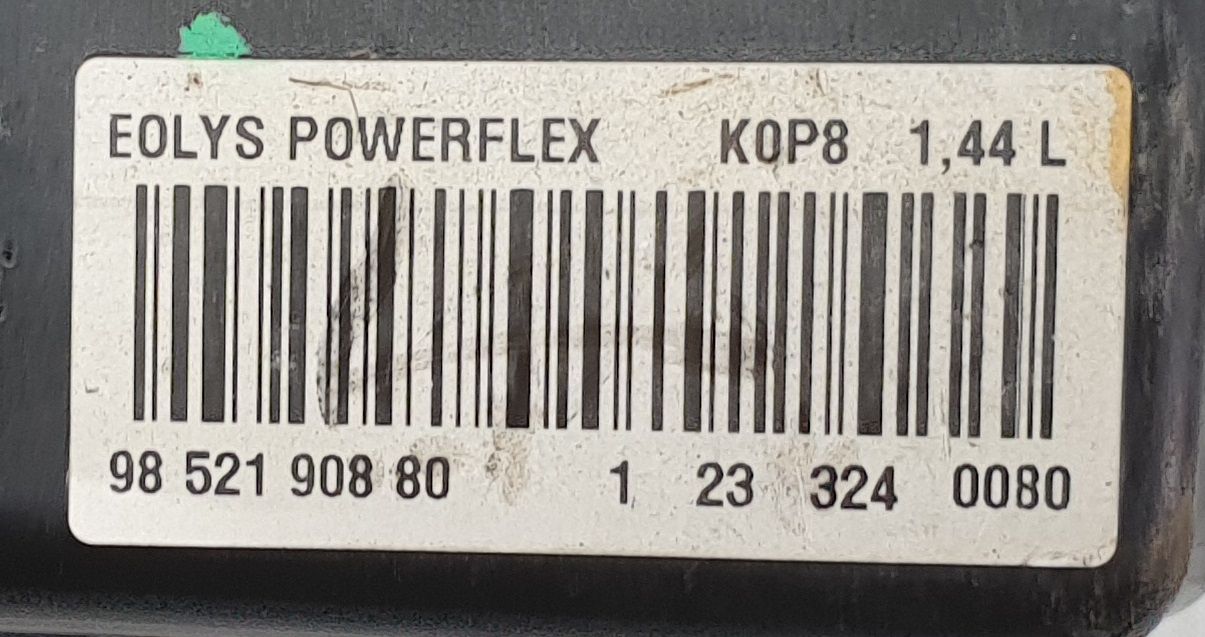 EOLYS POWERFLEX K0P8 1,44 L
98 521 908 80 1 23 324 0080